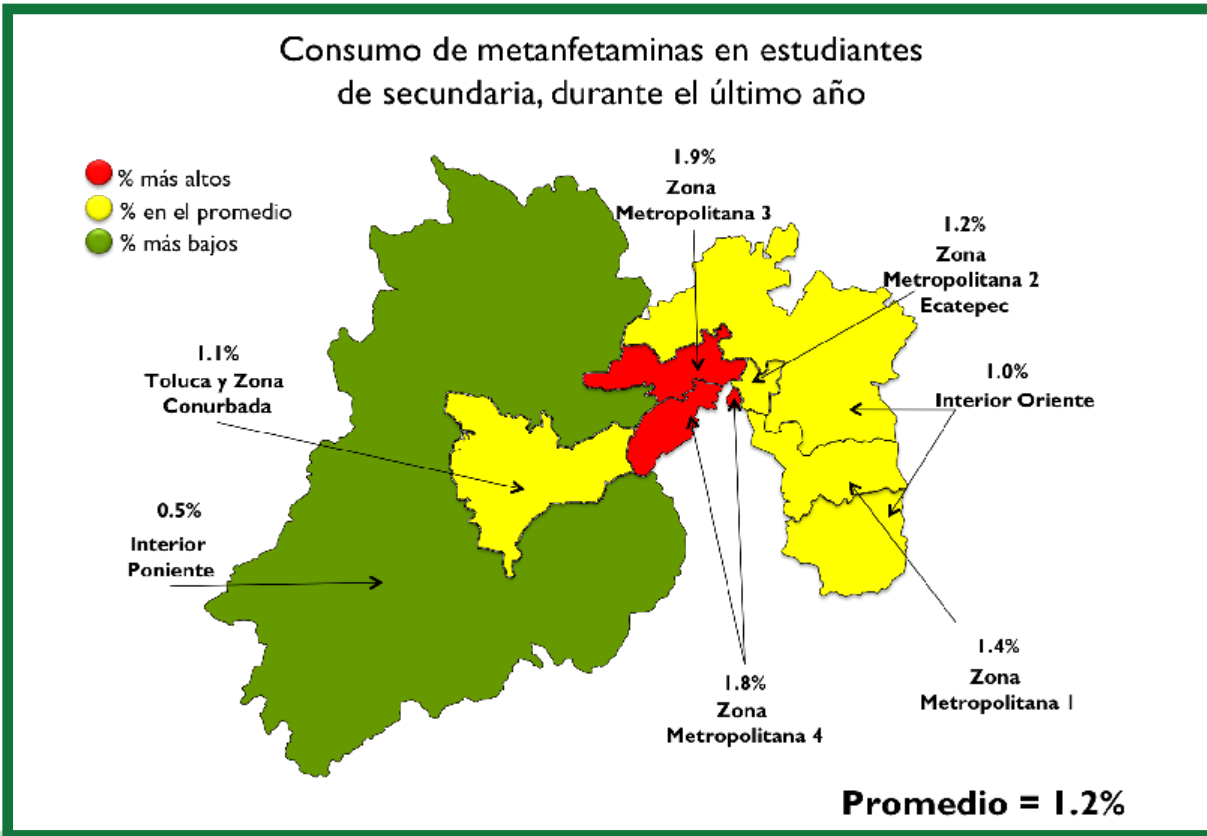 Consumo de metanfetaminas en estudiantes
de secundaria, durante el último año
% más altos
% en el promedio
% más bajos
1.9%
Zona
Metropolitana 3
1.2%
Zona
Metropolitana 2
Ecatepec
1.1%
Toluca y Zona
Conurbada
1.0%
Interior Oriente
0.5%
Interior
Poniente
1.4%
Zona
Metropolitana 1
1.8%
Zona
Metropolitana 4
Promedio = 1.2%